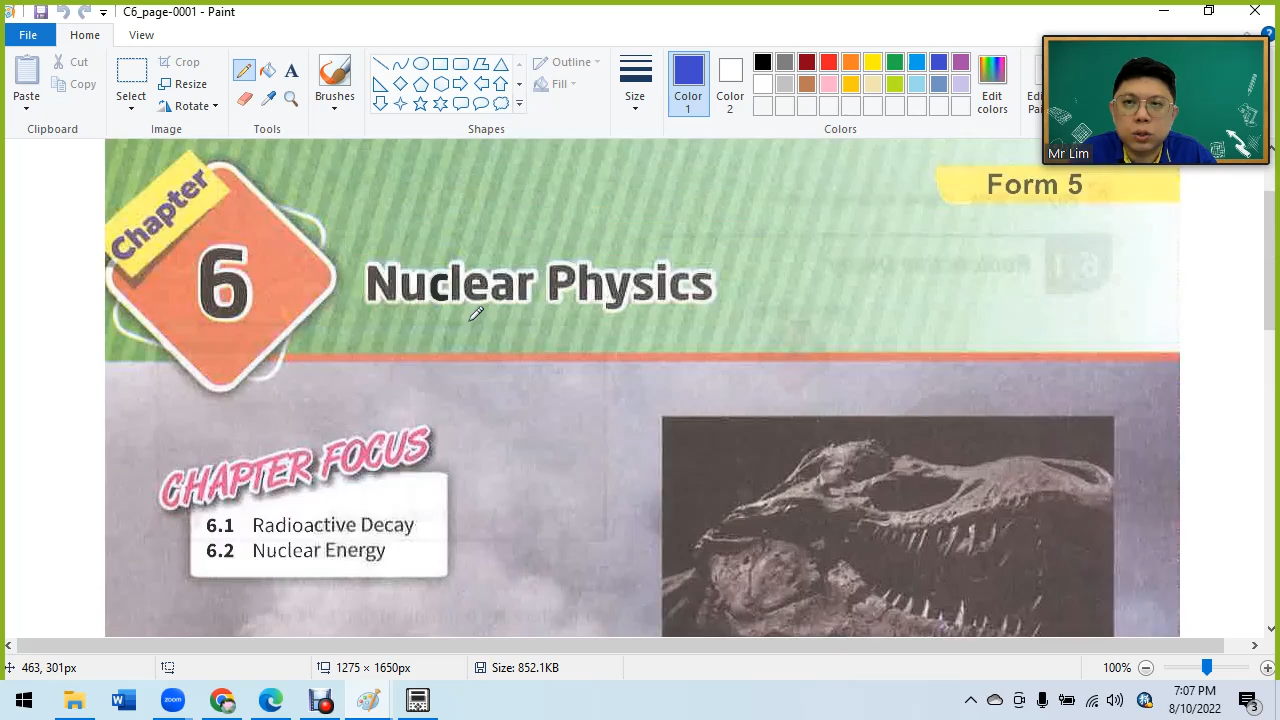 C6_page-0001 - Paint
File
Home
View
Paste
Cut
Copy
Clipboard
Select
Crop
Resize
Rotate
Image
A
Tools
Brushes
Shapes
Outline
Fill
Size
Color
1
Color
2
Edit
colors
Colors
Mr Lim
Chapter
6
Form 5
Nuclear Physics
CHAPTER FOCUS
6.1 Radioactive Decay
6.2 Nuclear Energy
463, 301px
1275 × 1650px
Size: 852.1KB
100%
zoom
7:07 PM
8/10/2022
3